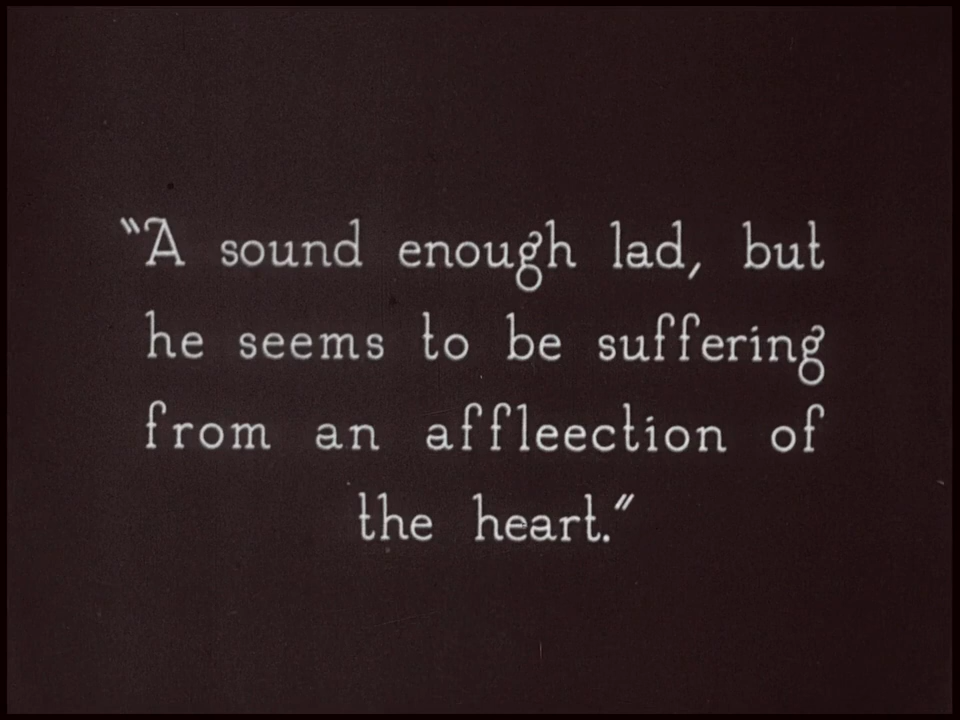 "A sound enough lad, but
he seems to be suffering
from an affleection of
the heart."